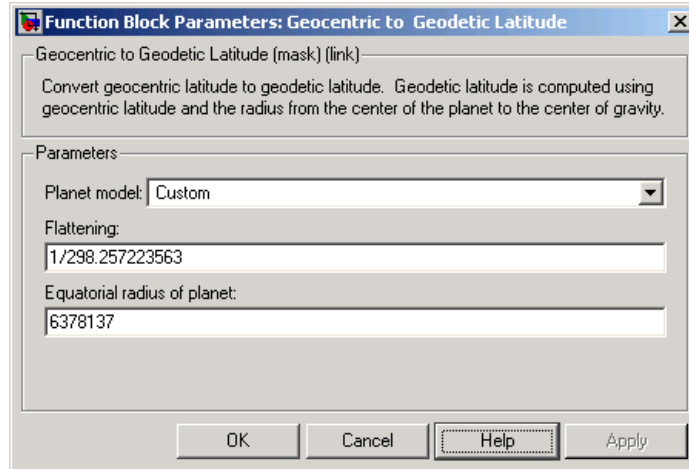 Function Block Parameters: Geocentric to Geodetic Latitude
Geocentric to Geodetic Latitude (mask) (link)
Convert geocentric latitude to geodetic latitude. Geodetic latitude is computed using
geocentric latitude and the radius from the center of the planet to the center of gravity.
Parameters
Planet model: Custom
Flattening:
1/298.257223563
Equatorial radius of planet:
6378137
OK Cancel Help Apply